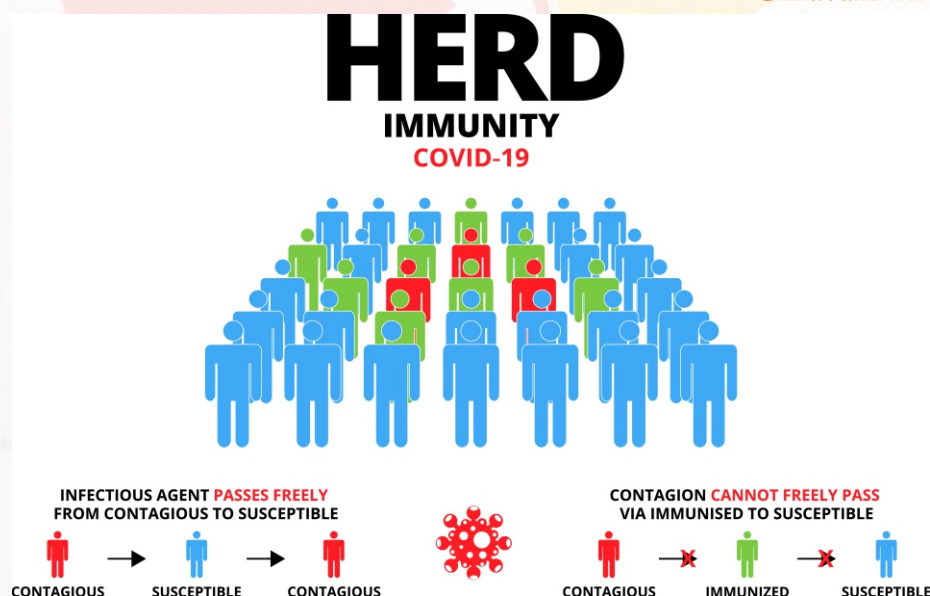 HERD
IMMUNITY
COVID-19
INFECTIOUS AGENT PASSES FREELY
FROM CONTAGIOUS TO SUSCEPTIBLE
CONTAGION CANNOT FREELY PASS
VIA IMMUNISED TO SUSCEPTIBLE
CONTAGIOUS SUSCEPTIBLE CONTAGIOUS
CONTAGIOUS IMMUNIZED SUSCEPTIBLE